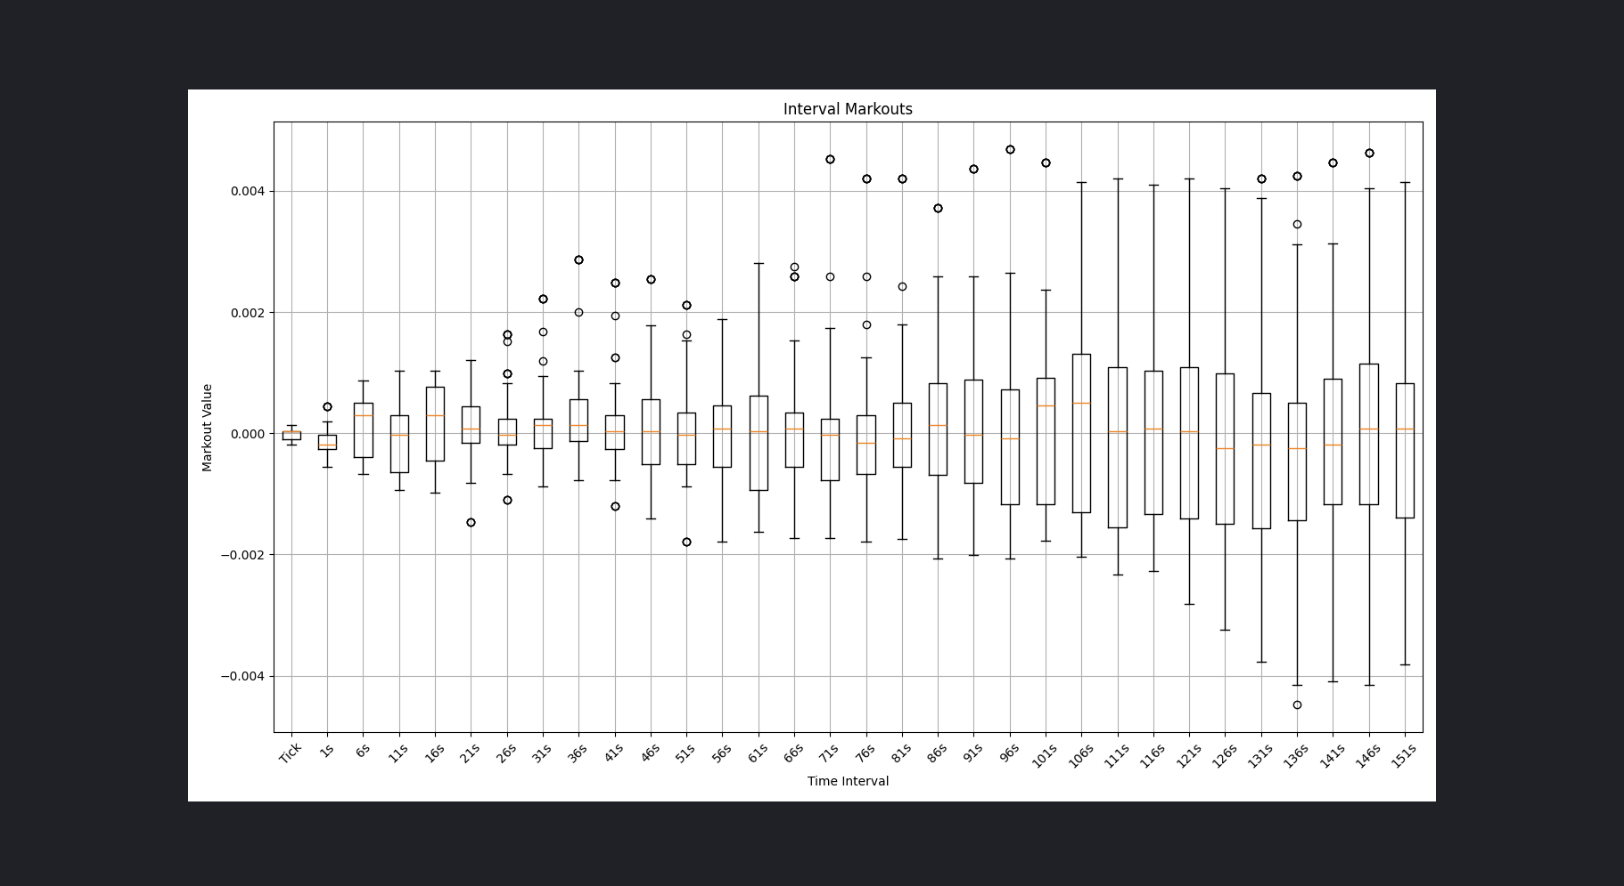 Interval Markouts
Markout Value
0.004
0.002
0.000
−0.002
−0.004
Tick 1s 6s 11s 16s 21s 26s 31s 36s 41s 46s 51s 56s 61s 66s 71s 76s 81s 86s 91s 96s 101s 106s 111s 116s 121s 126s 131s 136s 141s 146s 151s
Time Interval